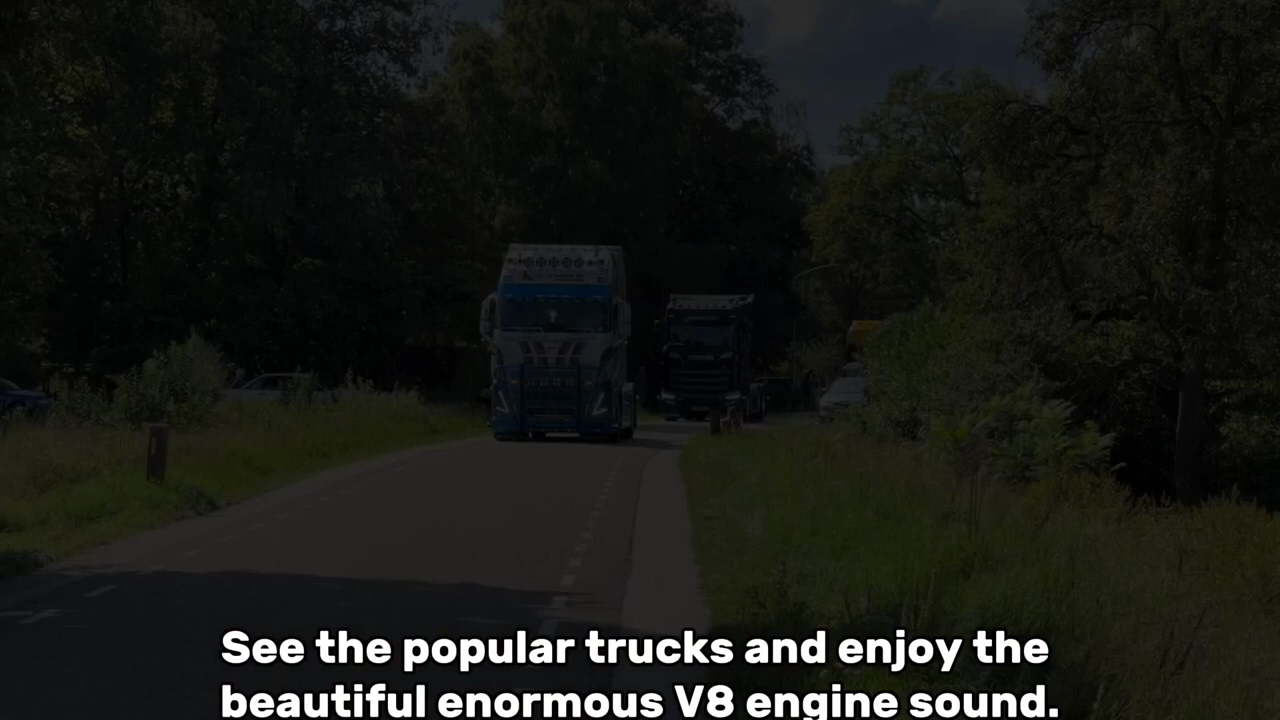 See the popular trucks and enjoy the
beautiful enormous V8 engine sound.